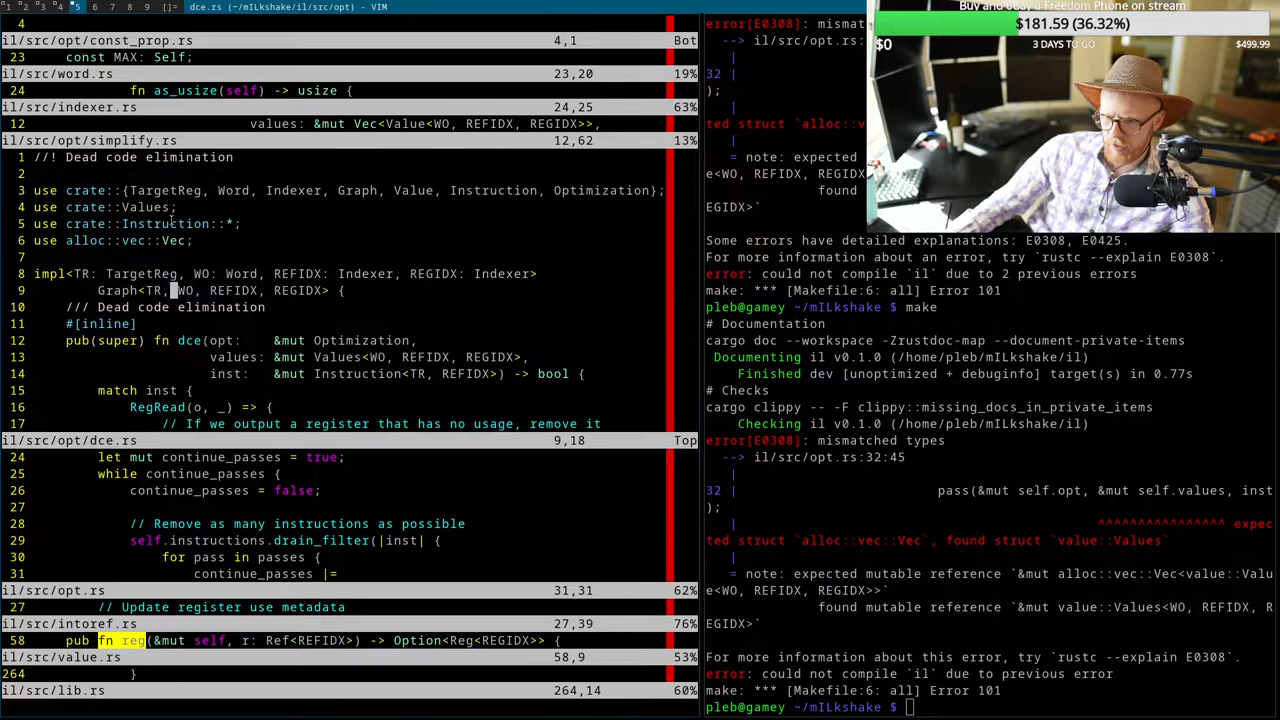 1 2 3 4 5 6 7 8 9 []= dce.rs (~/mILkshake/il/src/opt) - VIM
4
il/src/opt/const_prop.rs 4,1 Bot
23 const MAX: Self;
il/src/word.rs 23,20 19%
24 fn as_usize(self) -> usize {
il/src/indexer.rs 24,25 63%
12 values: &mut Vec<Value<WO, REFIDX, REGIDX>>,
il/src/opt/simplify.rs 12,62 13%
1 //! Dead code elimination
2
3 use crate::{TargetReg, Word, Indexer, Graph, Value, Instruction, Optimization};
4 use crate::Values;
5 use crate::Instruction::*;
6 use alloc::vec::Vec;
7
8 impl<TR: TargetReg, WO: Word, REFIDX: Indexer, REGIDX: Indexer>
9 Graph<TR, WO, REFIDX, REGIDX> {
10 /// Dead code elimination
11 #[inline]
12 pub(super) fn dce(opt: &mut Optimization,
13 values: &mut Values<WO, REFIDX, REGIDX>,
14 inst: &mut Instruction<TR, REFIDX>) -> bool {
15 match inst {
16 RegRead(o, _) => {
17 // If we output a register that has no usage, remove it
il/src/opt/dce.rs 9,18 Top
24 let mut continue_passes = true;
25 while continue_passes {
26 continue_passes = false;
27
28 // Remove as many instructions as possible
29 self.instructions.drain_filter(|inst| {
30 for pass in passes {
31 continue_passes |=
il/src/opt.rs 31,31 62%
27 // Update register use metadata
il/src/intoref.rs 27,39 76%
58 pub fn reg(&mut self, r: Ref<REFIDX>) -> Option<Reg<REGIDX>> {
il/src/value.rs 58,9 53%
264 }
il/src/lib.rs 264,14 60%
error[E0308]: mismat
--> il/src/opt.rs:
|
32 |
);
|
ted struct `alloc::v
= note: expected
e<WO, REFIDX, REGIDX
found
EGIDX>`
Some errors have detailed explanations: E0308, E0425.
For more information about an error, try `rustc --explain E0308`.
error: could not compile `il` due to 2 previous errors
make: *** [Makefile:6: all] Error 101
pleb@gamey ~/mILkshake $ make
# Documentation
cargo doc --workspace -Zrustdoc-map --document-private-items
Documenting il v0.1.0 (/home/pleb/mILkshake/il)
Finished dev [unoptimized + debuginfo] target(s) in 0.77s
# Checks
cargo clippy -- -F clippy::missing_docs_in_private_items
Checking il v0.1.0 (/home/pleb/mILkshake/il)
error[E0308]: mismatched types
--> il/src/opt.rs:32:45
|
32 | pass(&mut self.opt, &mut self.values, inst
);
| ^^^^^^^^^^^^^^^^ expec
ted struct `alloc::vec::Vec`, found struct `value::Values`
|
= note: expected mutable reference `&mut alloc::vec::Vec<value::Valu
e<WO, REFIDX, REGIDX>>`
found mutable reference `&mut value::Values<WO, REFIDX, R
EGIDX>`
For more information about this error, try `rustc --explain E0308`.
error: could not compile `il` due to previous error
make: *** [Makefile:6: all] Error 101
pleb@gamey ~/mILkshake $
Buy and a Freedom Phone on stream
$181.59 (36.32%)
$0 3 DAYS TO GO $499.99